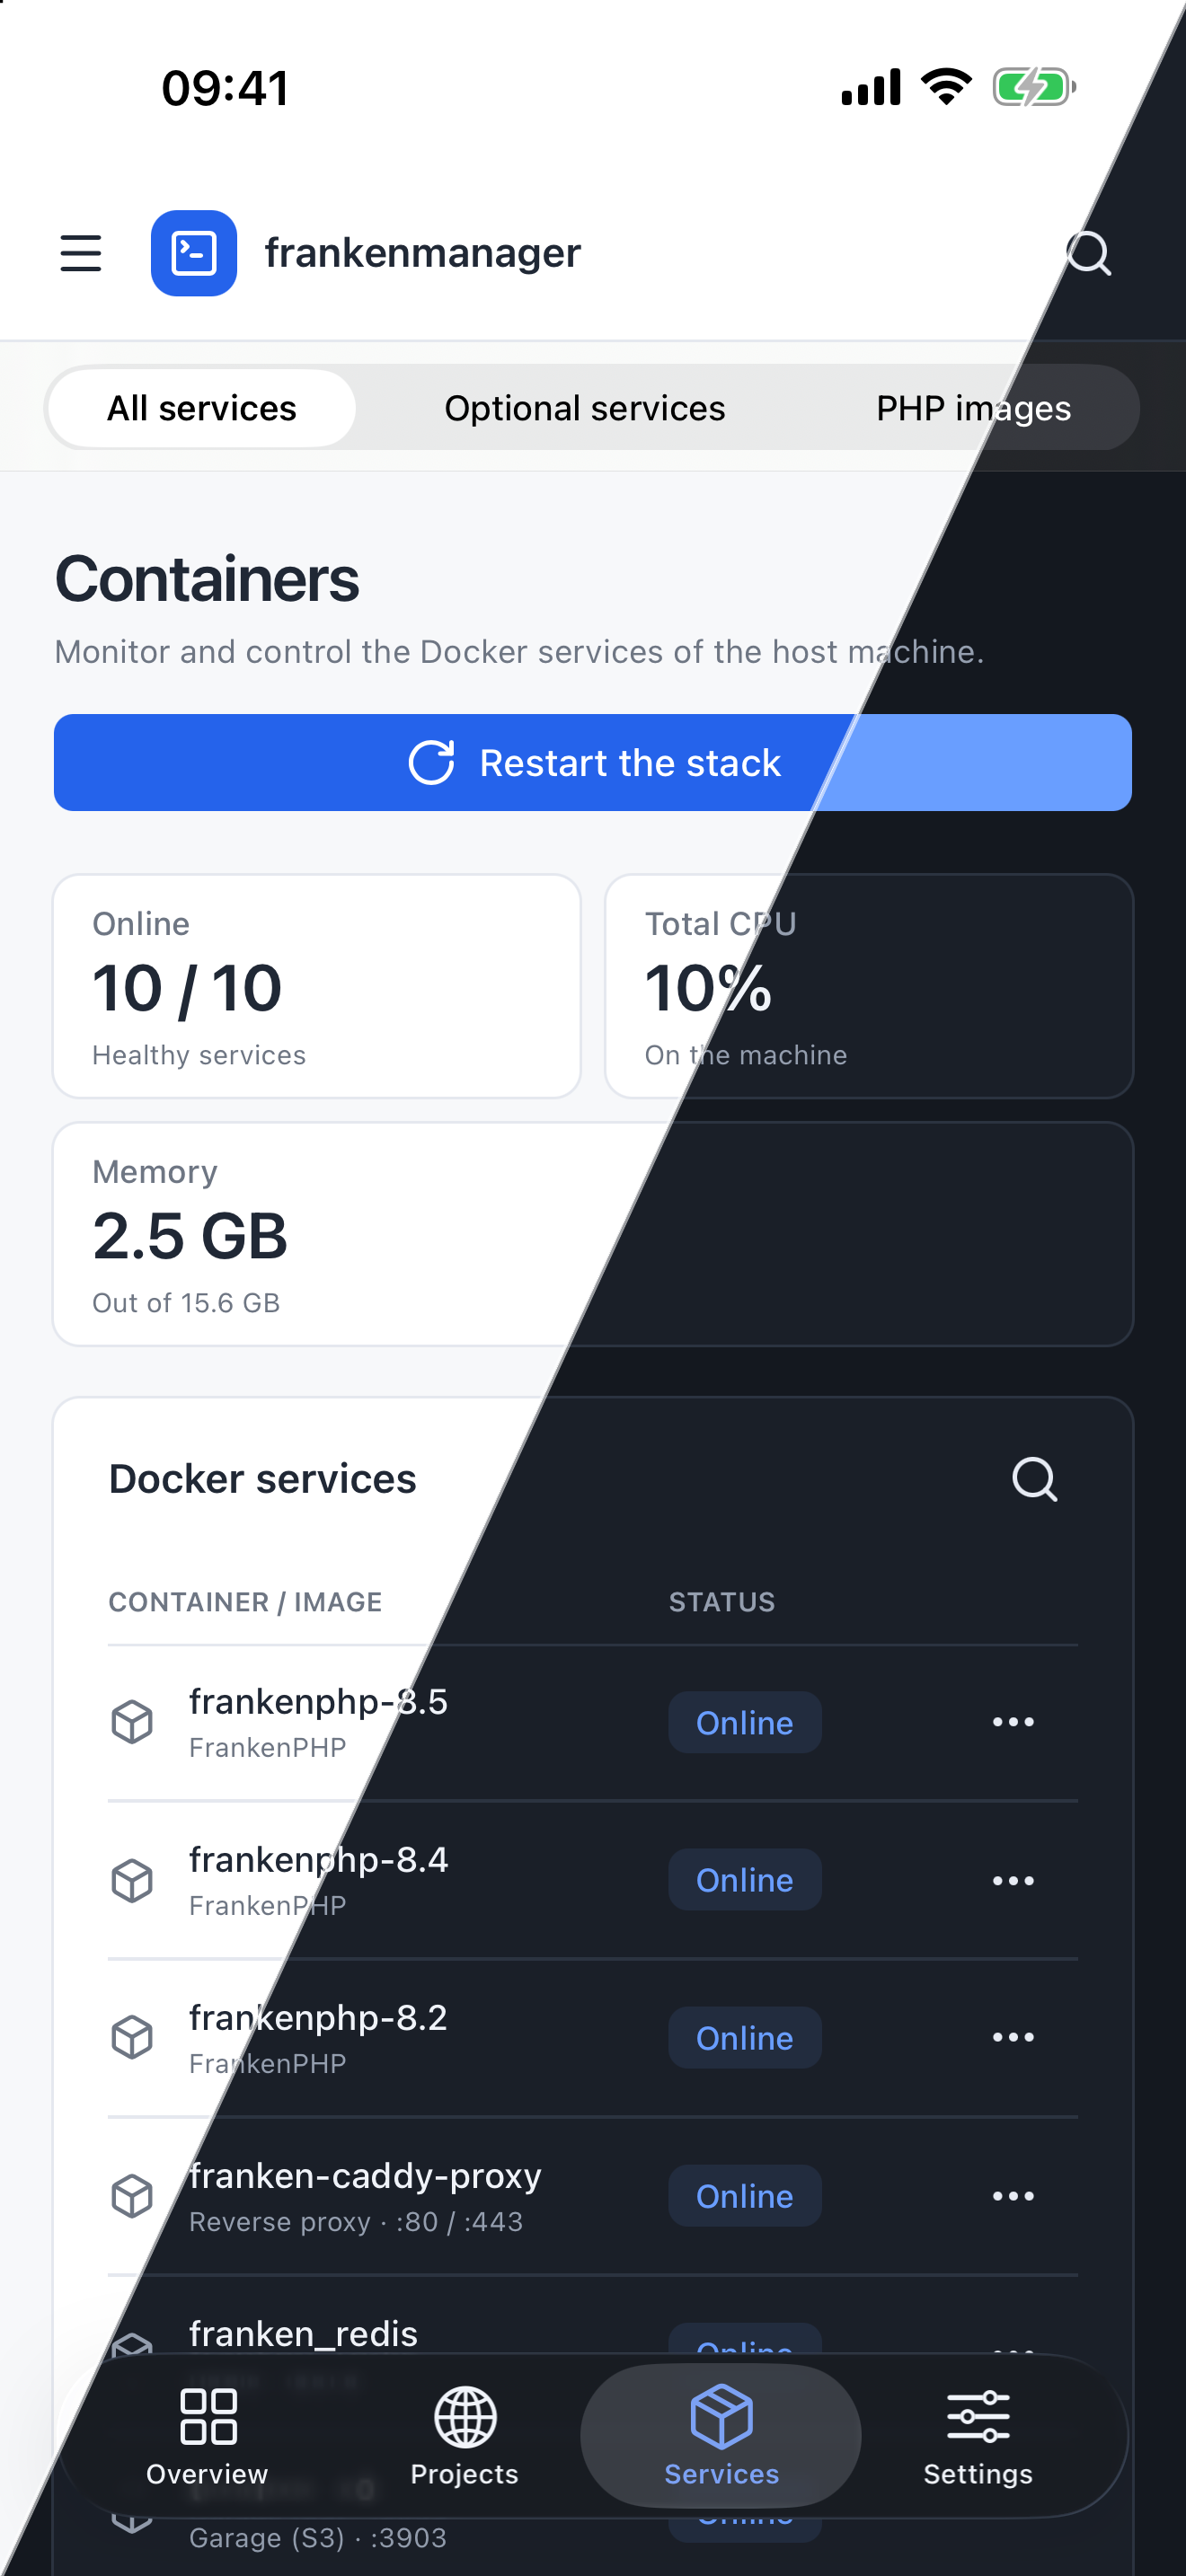 09:41
frankenmanager
All services Optional services PHP images
Containers
Monitor and control the Docker services of the host machine.
Restart the stack
Online
10 / 10
Healthy services
Total CPU
10%
On the machine
Memory
2.5 GB
Out of 15.6 GB
Docker services
CONTAINER / IMAGE STATUS
frankenphp-8.5
FrankenPHP
Online
frankenphp-8.4
FrankenPHP
Online
frankenphp-8.2
FrankenPHP
Online
franken-caddy-proxy
Reverse proxy · :80 / :443
Online
franken_redis
Online
Overview Projects Services Settings
Garage (S3) · :3903
Online